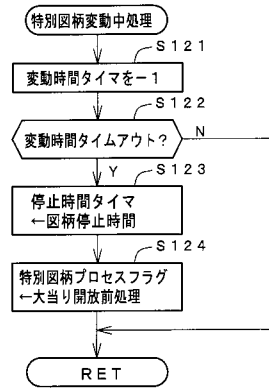 特別図柄変動中処理
S121
変動時間タイマを－1
S122
変動時間タイムアウト？
N
Y
S123
停止時間タイマ
←図柄停止時間
S124
特別図柄プロセスフラグ
←大当り開放前処理
RET